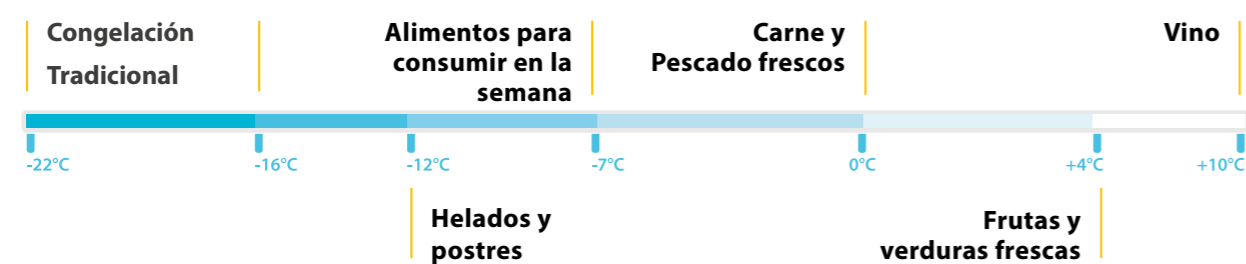 Congelación
Tradicional
Alimentos para
consumir en la
semana
Carne y
Pescado frescos
Vino
-22°C
-16°C
-12°C
-7°C
0°C
+4°C
+10°C
Helados y
postres
Frutas y
verduras frescas